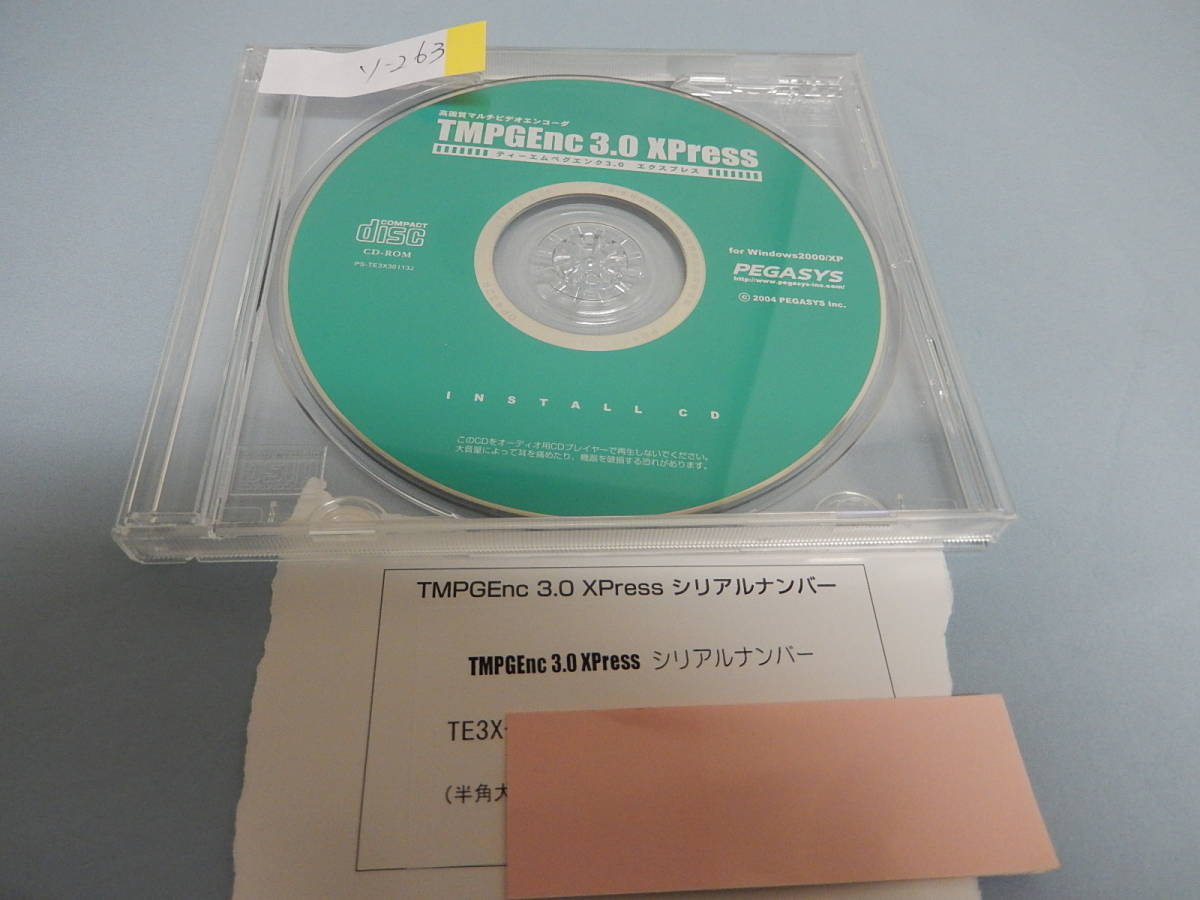 ソ-263
高画質マルチビデオエンコーダ
TMPGEnc 3.0 XPress
ティーエムペグエンク3.0 エクスプレス
COMPACT
disc
CD-ROM
PS-TE3X30113J
for Windows2000/XP
PEGASYS
http://www.pegasys-inc.com/
© 2004 PEGASYS Inc.
INSTALL CD
このCDをオーディオ用CDプレイヤーで再生しないでください。
大音量によって耳を痛めたり、機器を破損する恐れがあります。
TMPGEnc 3.0 XPress シリアルナンバー
TMPGEnc 3.0 XPress シリアルナンバー
TE3X-
(半角大